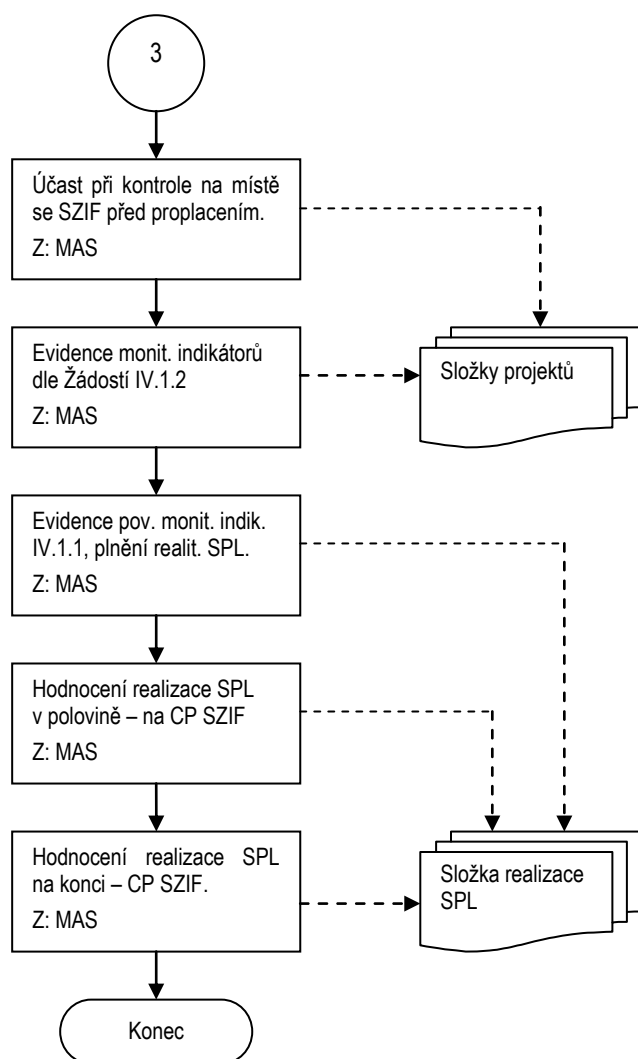 3
Účast při kontrole na místě
se SZIF před proplacením.
Z: MAS
Evidence monit. indikátorů
dle Žádostí IV.1.2
Z: MAS
Složky projektů
Evidence pov. monit. indik.
IV.1.1, plnění realit. SPL.
Z: MAS
Hodnocení realizace SPL
v polovině – na CP SZIF
Z: MAS
Hodnocení realizace SPL
na konci – CP SZIF.
Z: MAS
Složka realizace
SPL
Konec